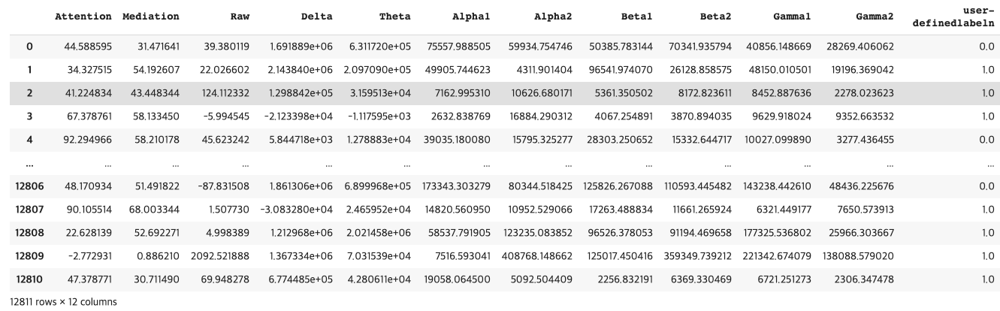 Attention Mediation Raw Delta Theta Alpha1 Alpha2 Beta1 Beta2 Gamma1 Gamma2 user-
definedlabeln
0 44.588595 31.471641 39.380119 1.691889e+06 6.311720e+05 75557.988505 59934.754746 50385.783144 70341.935794 40856.148669 28269.406062 0.0
1 34.327515 54.192607 22.026602 2.143840e+06 2.097090e+05 49905.744623 4311.901404 96541.974070 26128.858575 48150.010501 19196.369042 1.0
2 41.224834 43.448344 124.112332 1.298842e+05 3.159513e+04 7162.995310 10626.680171 5361.350502 8172.823611 8452.887636 2278.023623 1.0
3 67.378761 58.133450 -5.994545 -2.123398e+04 -1.117595e+03 2632.838769 16884.290312 4067.254891 3870.894035 9629.918024 9352.663532 1.0
4 92.294966 58.210178 45.623242 5.844718e+03 1.278883e+04 39035.180080 15795.325277 28303.250652 15332.644717 10027.099890 3277.436455 0.0
... ... ... ... ... ... ... ... ... ... ... ... ...
12806 48.170934 51.491822 -87.831508 1.861306e+06 6.899968e+05 173343.303279 80344.518425 125826.267088 110593.445482 143238.442610 48436.225676 0.0
12807 90.105514 68.003344 1.507730 -3.083280e+04 2.465952e+04 14820.560950 10952.529066 17263.488834 11661.265924 6321.449177 7650.573913 1.0
12808 22.628139 52.692271 4.998389 1.212968e+06 2.021458e+06 58537.791905 123235.083852 96526.378053 91194.469658 177325.536802 25966.303667 1.0
12809 -2.772931 0.886210 2092.521888 1.367334e+06 7.031539e+04 7516.593041 408768.148662 125017.450416 359349.739212 221342.674079 138088.579020 1.0
12810 47.378771 30.711490 69.948278 6.774485e+05 4.280611e+04 19058.064500 5092.504409 2256.832191 6369.330469 6721.251273 2306.347478 1.0
12811 rows × 12 columns